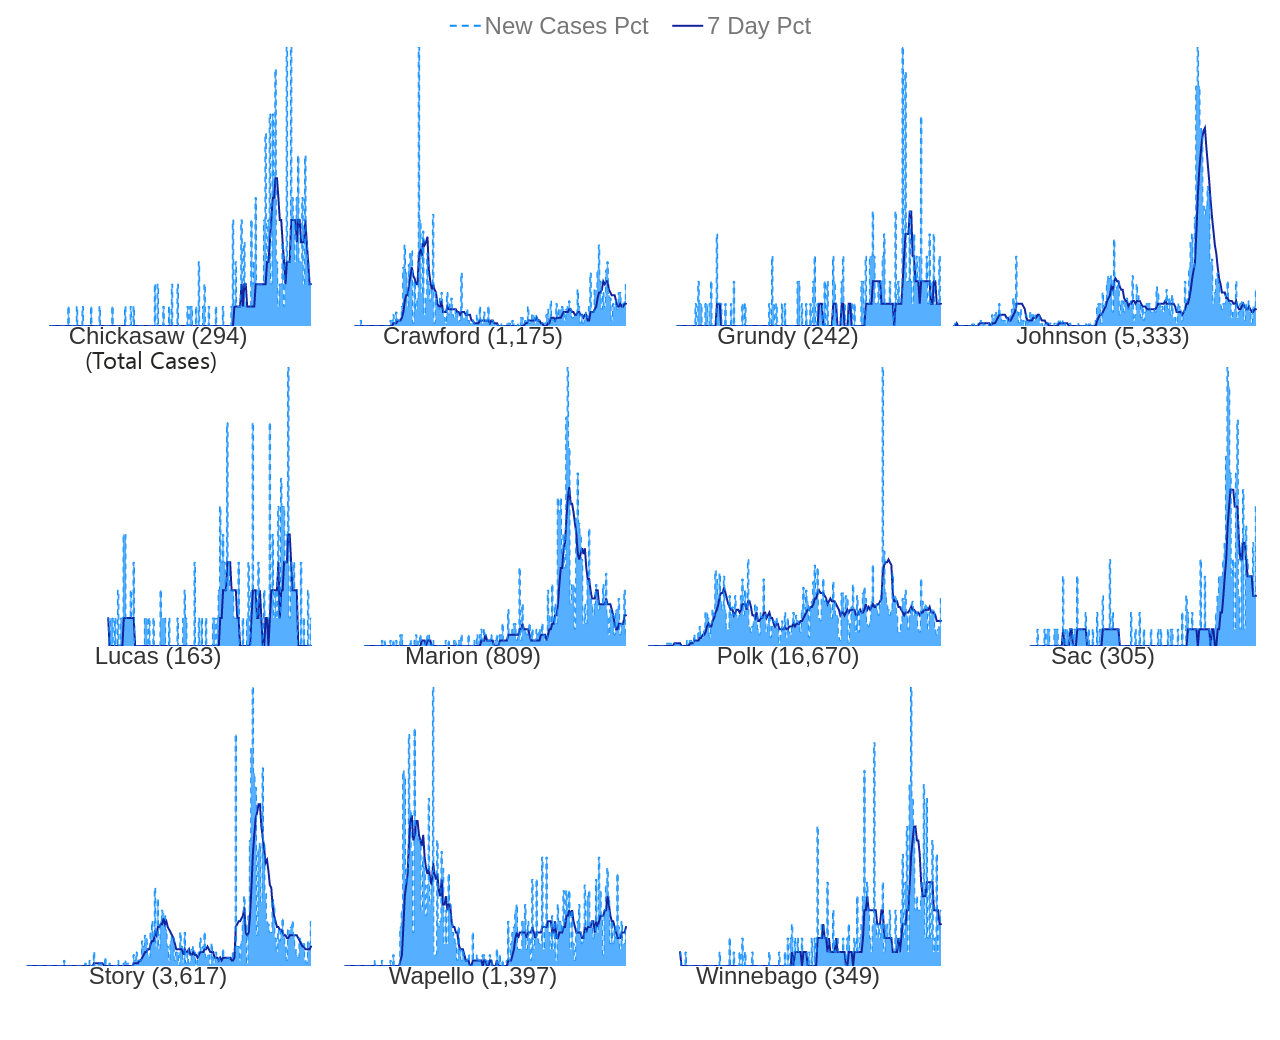 New Cases Pct 7 Day Pct
Chickasaw (294) Crawford (1,175) Grundy (242) Johnson (5,333)
(Total Cases)
Lucas (163) Marion (809) Polk (16,670) Sac (305)
Story (3,617) Wapello (1,397) Winnebago (349)